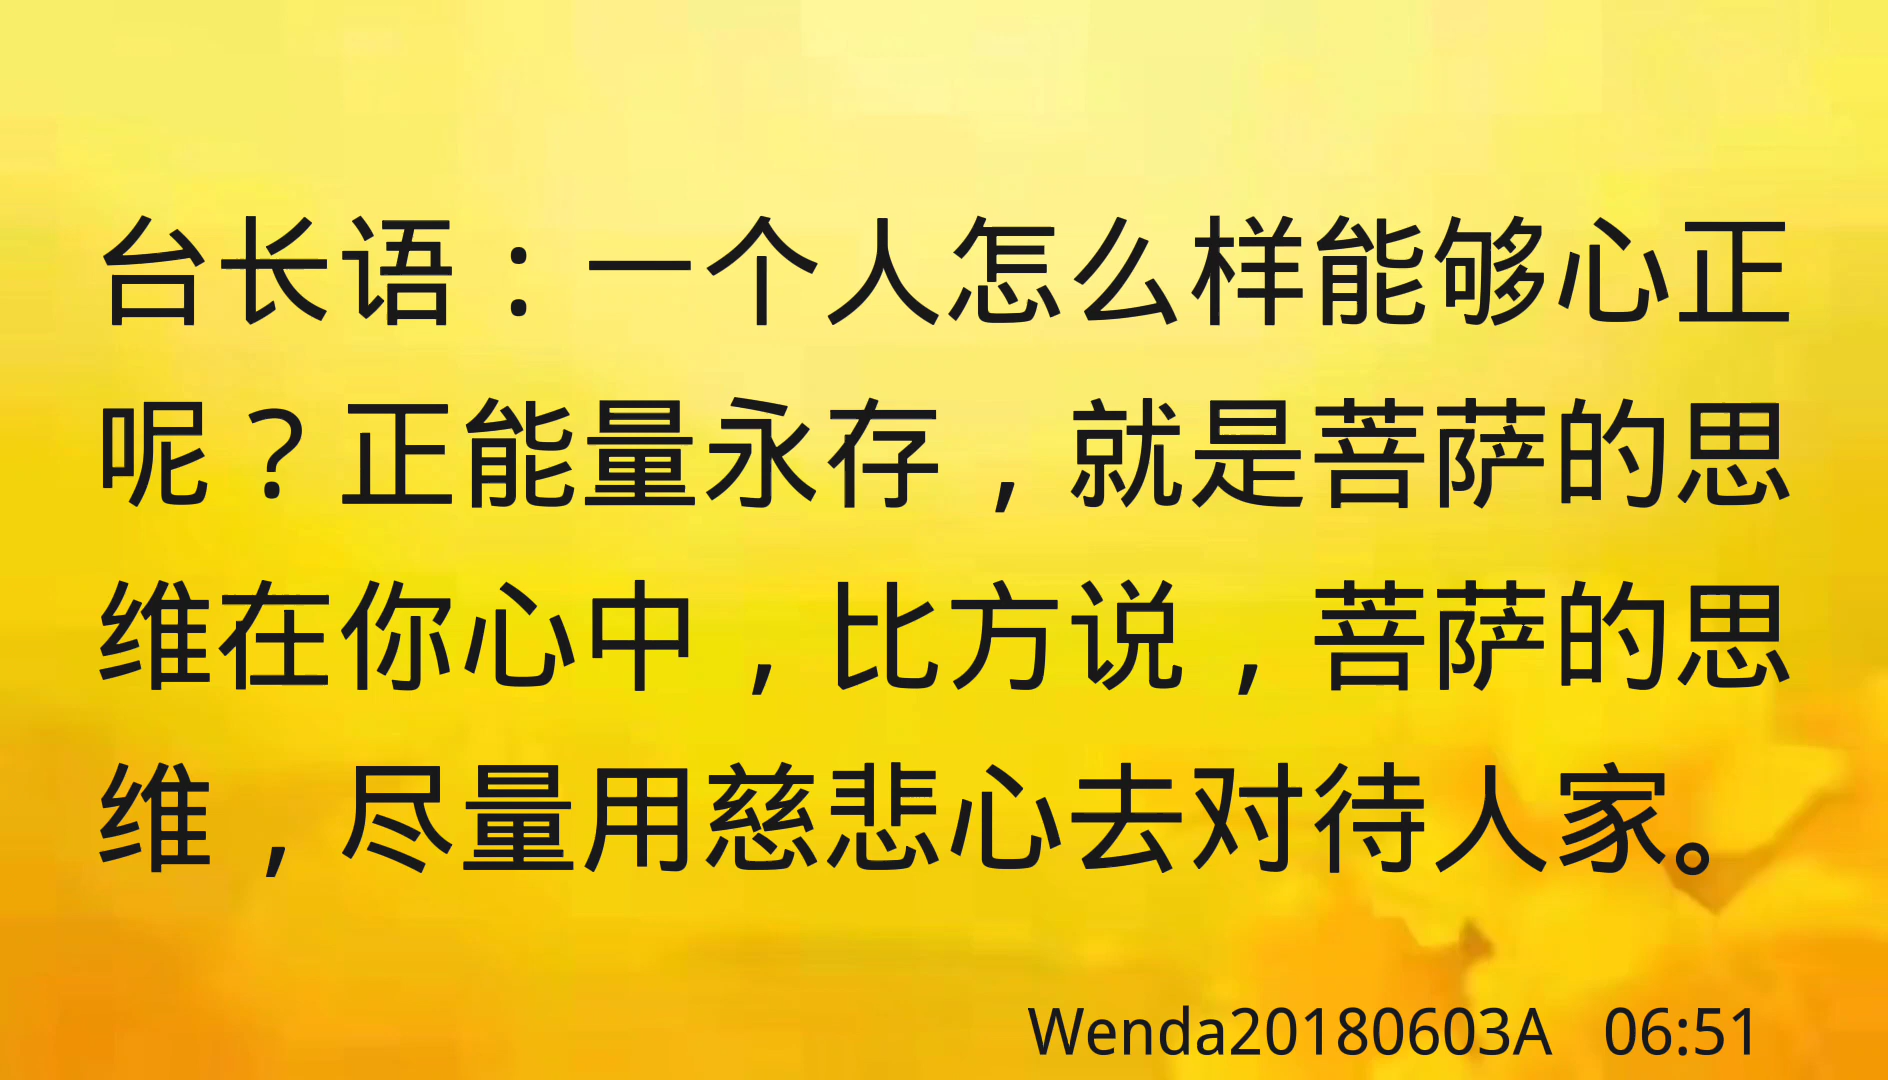 台长语：一个人怎么样能够心正
呢？正能量永存，就是菩萨的思
维在你心中，比方说，菩萨的思
维，尽量用慈悲心去对待人家。
Wenda20180603A 06:51